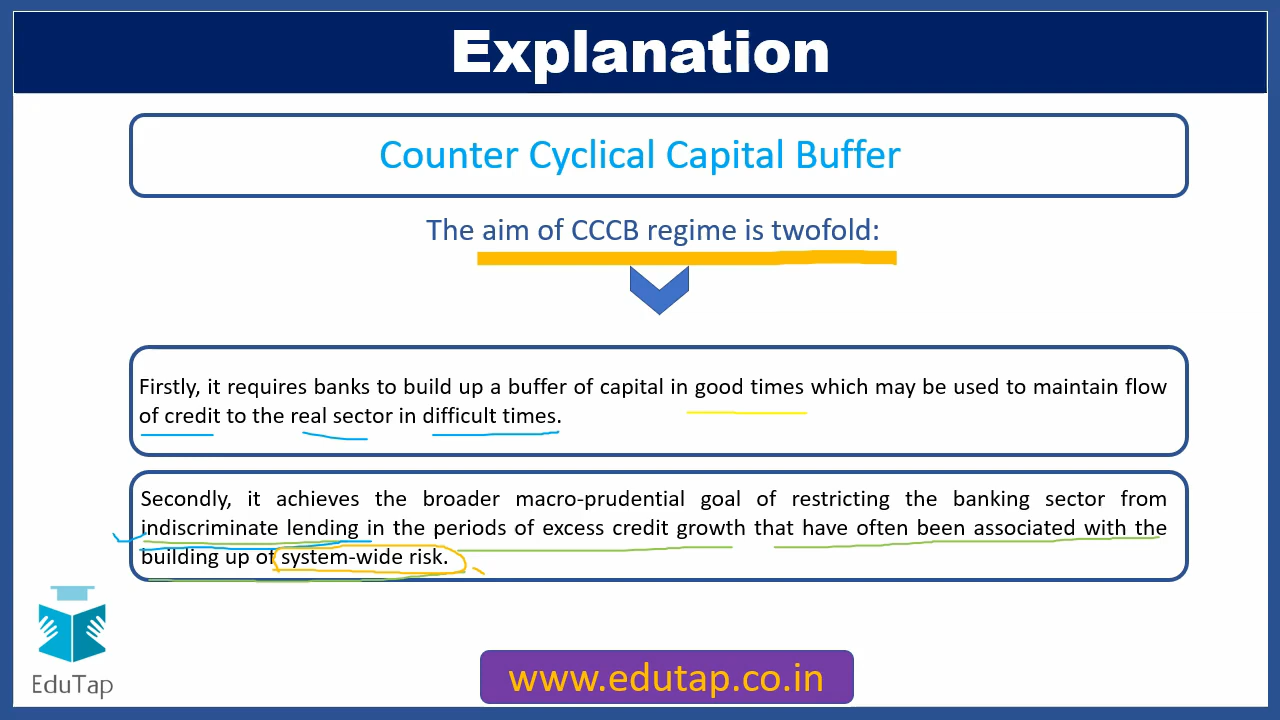 Explanation
Counter Cyclical Capital Buffer
The aim of CCCB regime is twofold:
Firstly, it requires banks to build up a buffer of capital in good times which may be used to maintain flow
of credit to the real sector in difficult times.
Secondly, it achieves the broader macro-prudential goal of restricting the banking sector from
indiscriminate lending in the periods of excess credit growth that have often been associated with the
building up of system-wide risk.
EduTap
www.edutap.co.in